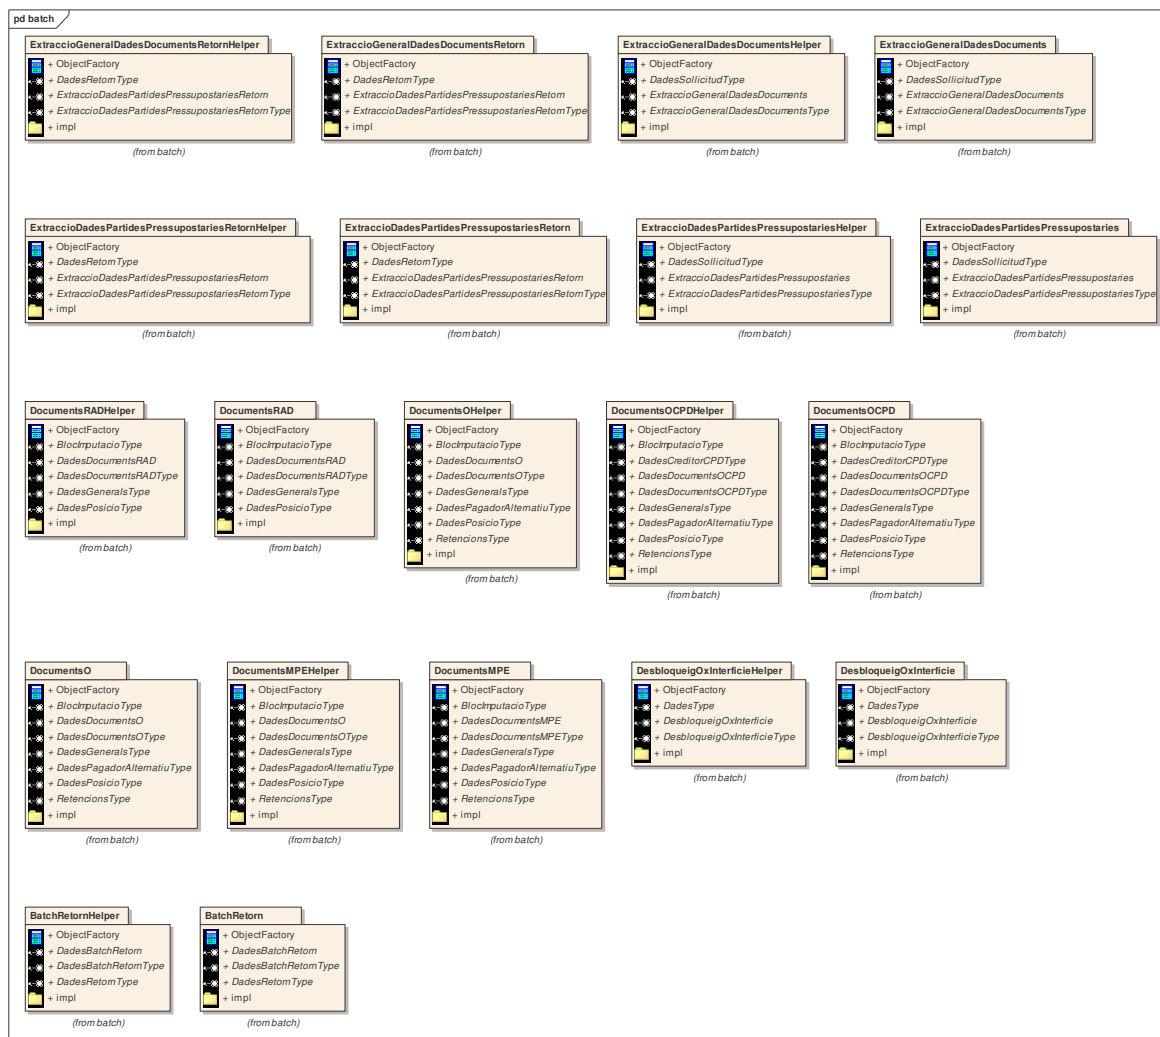 pd batch
ExtraccioGeneralDadesDocumentsRetornHelper
+ ObjectFactory
+ DadesRetornType
+ ExtraccioDadesPartidesPressupostariesRetorn
+ ExtraccioDadesPartidesPressupostariesRetornType
+ impl
(from batch)
ExtraccioGeneralDadesDocumentsRetorn
+ ObjectFactory
+ DadesRetornType
+ ExtraccioDadesPartidesPressupostariesRetorn
+ ExtraccioDadesPartidesPressupostariesRetornType
+ impl
(from batch)
ExtraccioGeneralDadesDocumentsHelper
+ ObjectFactory
+ DadesSollicitudType
+ ExtraccioGeneralDadesDocuments
+ ExtraccioGeneralDadesDocumentsType
+ impl
(from batch)
ExtraccioGeneralDadesDocuments
+ ObjectFactory
+ DadesSollicitudType
+ ExtraccioGeneralDadesDocuments
+ ExtraccioGeneralDadesDocumentsType
+ impl
(from batch)
ExtraccioDadesPartidesPressupostariesRetornHelper
+ ObjectFactory
+ DadesRetornType
+ ExtraccioDadesPartidesPressupostariesRetorn
+ ExtraccioDadesPartidesPressupostariesRetornType
+ impl
(from batch)
ExtraccioDadesPartidesPressupostariesRetorn
+ ObjectFactory
+ DadesRetornType
+ ExtraccioDadesPartidesPressupostariesRetorn
+ ExtraccioDadesPartidesPressupostariesRetornType
+ impl
(from batch)
ExtraccioDadesPartidesPressupostariesHelper
+ ObjectFactory
+ DadesSollicitudType
+ ExtraccioDadesPartidesPressupostaries
+ ExtraccioDadesPartidesPressupostariesType
+ impl
(from batch)
ExtraccioDadesPartidesPressupostaries
+ ObjectFactory
+ DadesSollicitudType
+ ExtraccioDadesPartidesPressupostaries
+ ExtraccioDadesPartidesPressupostariesType
+ impl
(from batch)
DocumentsRADHelper
+ ObjectFactory
+ BlocImputacioType
+ DadesDocumentsRAD
+ DadesDocumentsRADType
+ DadesGeneralsType
+ DadesPosicioType
+ impl
(from batch)
DocumentsRAD
+ ObjectFactory
+ BlocImputacioType
+ DadesDocumentsRAD
+ DadesDocumentsRADType
+ DadesGeneralsType
+ DadesPosicioType
+ impl
(from batch)
DocumentsOHelper
+ ObjectFactory
+ BlocImputacioType
+ DadesDocumentsO
+ DadesDocumentsOType
+ DadesGeneralsType
+ DadesPagadorAlternatiuType
+ DadesPosicioType
+ RetencionsType
+ impl
(from batch)
DocumentsOCPDHelper
+ ObjectFactory
+ BlocImputacioType
+ DadesCreditorCPDType
+ DadesDocumentsOCPD
+ DadesDocumentsOCPDType
+ DadesGeneralsType
+ DadesPagadorAlternatiuType
+ DadesPosicioType
+ RetencionsType
+ impl
(from batch)
DocumentsOCPD
+ ObjectFactory
+ BlocImputacioType
+ DadesCreditorCPDType
+ DadesDocumentsOCPD
+ DadesDocumentsOCPDType
+ DadesGeneralsType
+ DadesPagadorAlternatiuType
+ DadesPosicioType
+ RetencionsType
+ impl
(from batch)
DocumentsO
+ ObjectFactory
+ BlocImputacioType
+ DadesDocumentsO
+ DadesDocumentsOType
+ DadesGeneralsType
+ DadesPagadorAlternatiuType
+ DadesPosicioType
+ RetencionsType
+ impl
(from batch)
DocumentsMPEHelper
+ ObjectFactory
+ BlocImputacioType
+ DadesDocumentsO
+ DadesDocumentsOType
+ DadesGeneralsType
+ DadesPagadorAlternatiuType
+ DadesPosicioType
+ RetencionsType
+ impl
(from batch)
DocumentsMPE
+ ObjectFactory
+ BlocImputacioType
+ DadesDocumentsMPE
+ DadesDocumentsMPEType
+ DadesGeneralsType
+ DadesPagadorAlternatiuType
+ DadesPosicioType
+ RetencionsType
+ impl
(from batch)
DesbloqueigOxInterficieHelper
+ ObjectFactory
+ DadesType
+ DesbloqueigOxInterficie
+ DesbloqueigOxInterficieType
+ impl
(from batch)
DesbloqueigOxInterficie
+ ObjectFactory
+ DadesType
+ DesbloqueigOxInterficie
+ DesbloqueigOxInterficieType
+ impl
(from batch)
BatchRetornHelper
+ ObjectFactory
+ DadesBatchRetorn
+ DadesBatchRetornType
+ DadesRetornType
+ impl
(from batch)
BatchRetorn
+ ObjectFactory
+ DadesBatchRetorn
+ DadesBatchRetornType
+ DadesRetornType
+ impl
(from batch)